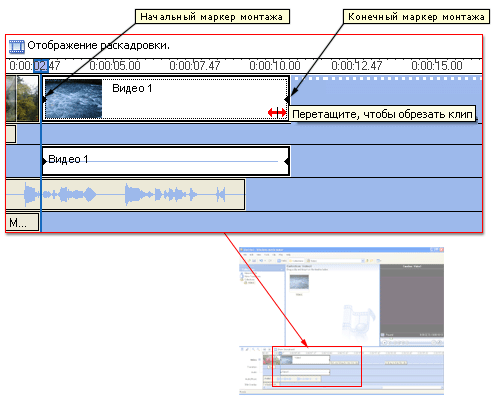 Начальный маркер монтажа
Конечный маркер монтажа
Отображение раскадровки.
0:00:02.47 0:00:05.00 0:00:07.47 0:00:10.00 0:00:12.47 0:00:15.00
Видео 1
Перетащите, чтобы обрезать клип
Видео 1
М...